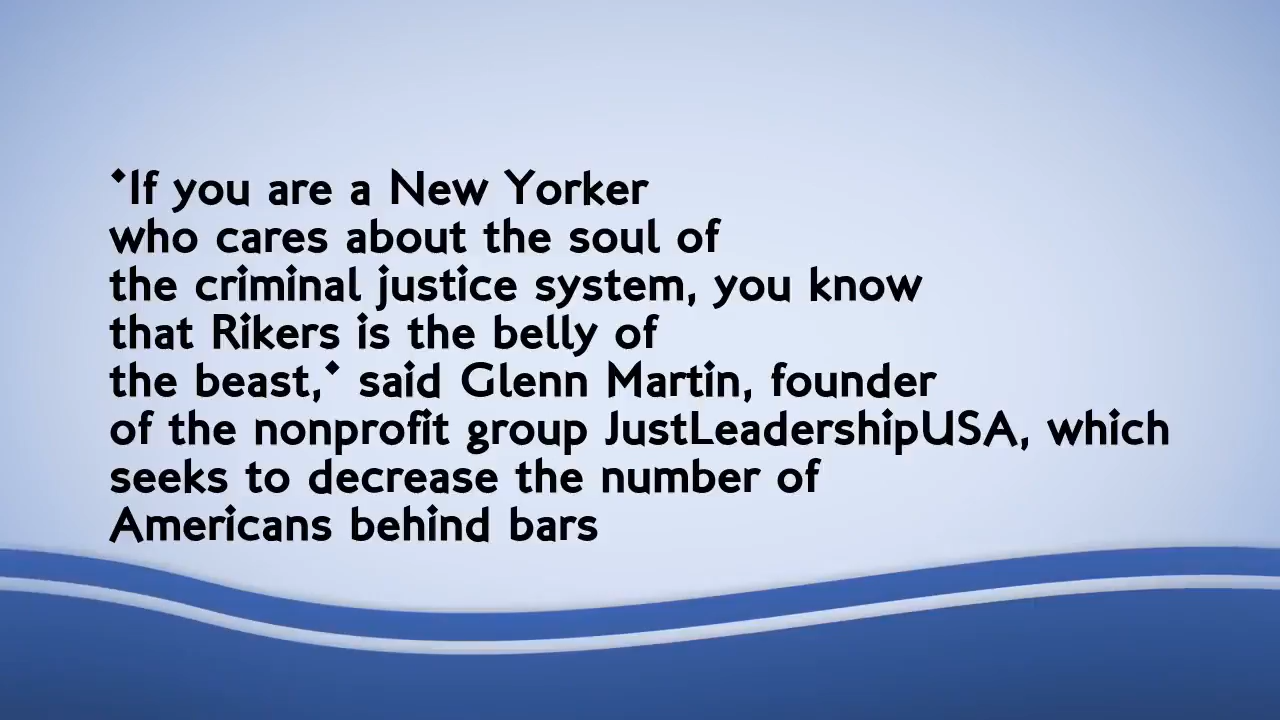 "If you are a New Yorker
who cares about the soul of
the criminal justice system, you know
that Rikers is the belly of
the beast," said Glenn Martin, founder
of the nonprofit group JustLeadershipUSA, which
seeks to decrease the number of
Americans behind bars